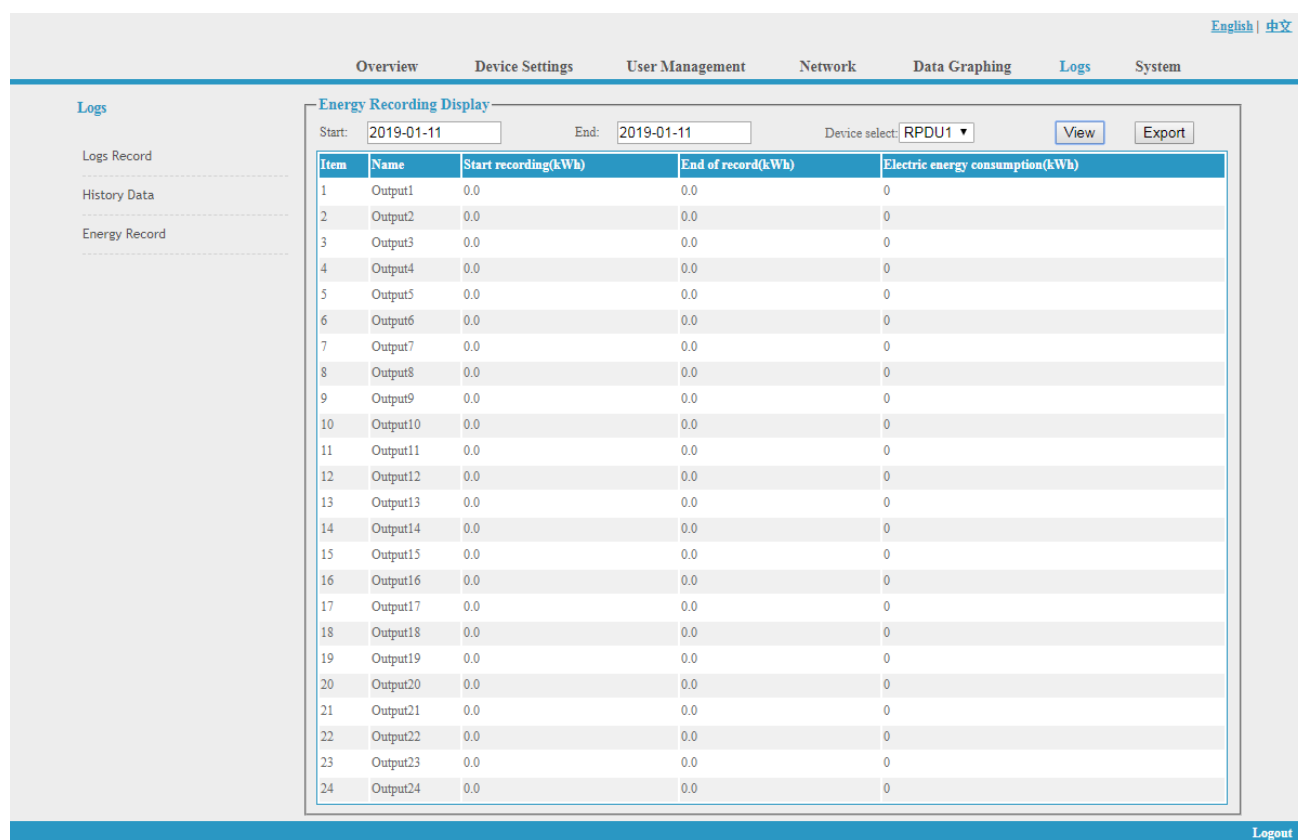 English | 中文
Overview Device Settings User Management Network Data Graphing Logs System
Logs
Logs Record
History Data
Energy Record
Energy Recording Display
Start: 2019-01-11 End: 2019-01-11 Device select: RPDU1 ▼ View Export
Item Name Start recording(kWh) End of record(kWh) Electric energy consumption(kWh)
1 Output1 0.0 0.0 0
2 Output2 0.0 0.0 0
3 Output3 0.0 0.0 0
4 Output4 0.0 0.0 0
5 Output5 0.0 0.0 0
6 Output6 0.0 0.0 0
7 Output7 0.0 0.0 0
8 Output8 0.0 0.0 0
9 Output9 0.0 0.0 0
10 Output10 0.0 0.0 0
11 Output11 0.0 0.0 0
12 Output12 0.0 0.0 0
13 Output13 0.0 0.0 0
14 Output14 0.0 0.0 0
15 Output15 0.0 0.0 0
16 Output16 0.0 0.0 0
17 Output17 0.0 0.0 0
18 Output18 0.0 0.0 0
19 Output19 0.0 0.0 0
20 Output20 0.0 0.0 0
21 Output21 0.0 0.0 0
22 Output22 0.0 0.0 0
23 Output23 0.0 0.0 0
24 Output24 0.0 0.0 0
Logout